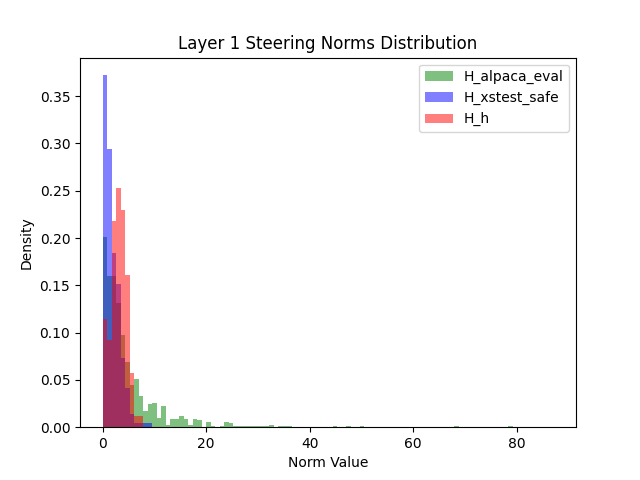 Layer 1 Steering Norms Distribution
H_alpaca_eval
H_xstest_safe
H_h
0.35
0.30
0.25
0.20
0.15
0.10
0.05
0.00
Density
0
20
40
60
80
Norm Value